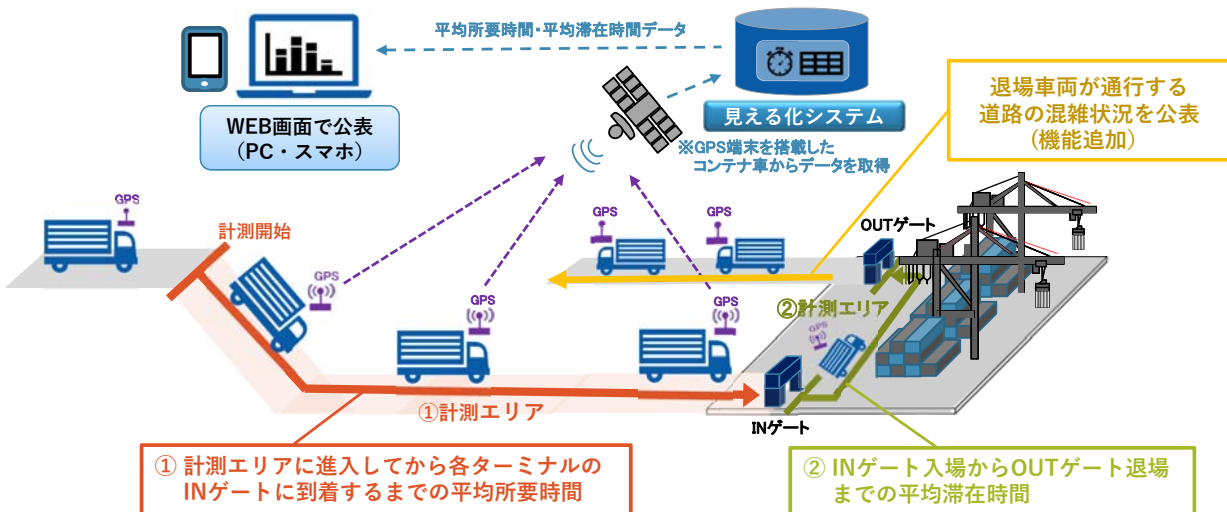 平均所要時間・平均滞在時間データ
WEB画面で公表
（PC・スマホ）
見える化システム
※GPS端末を搭載した
コンテナ車からデータを取得
退場車両が通行する
道路の混雑状況を公表
（機能追加）
GPS
計測開始
GPS
GPS
GPS
GPS
GPS
OUTゲート
②計測エリア
GPS
①計測エリア
INゲート
① 計測エリアに進入してから各ターミナルの
INゲートに到着するまでの平均所要時間
② INゲート入場からOUTゲート退場
までの平均滞在時間